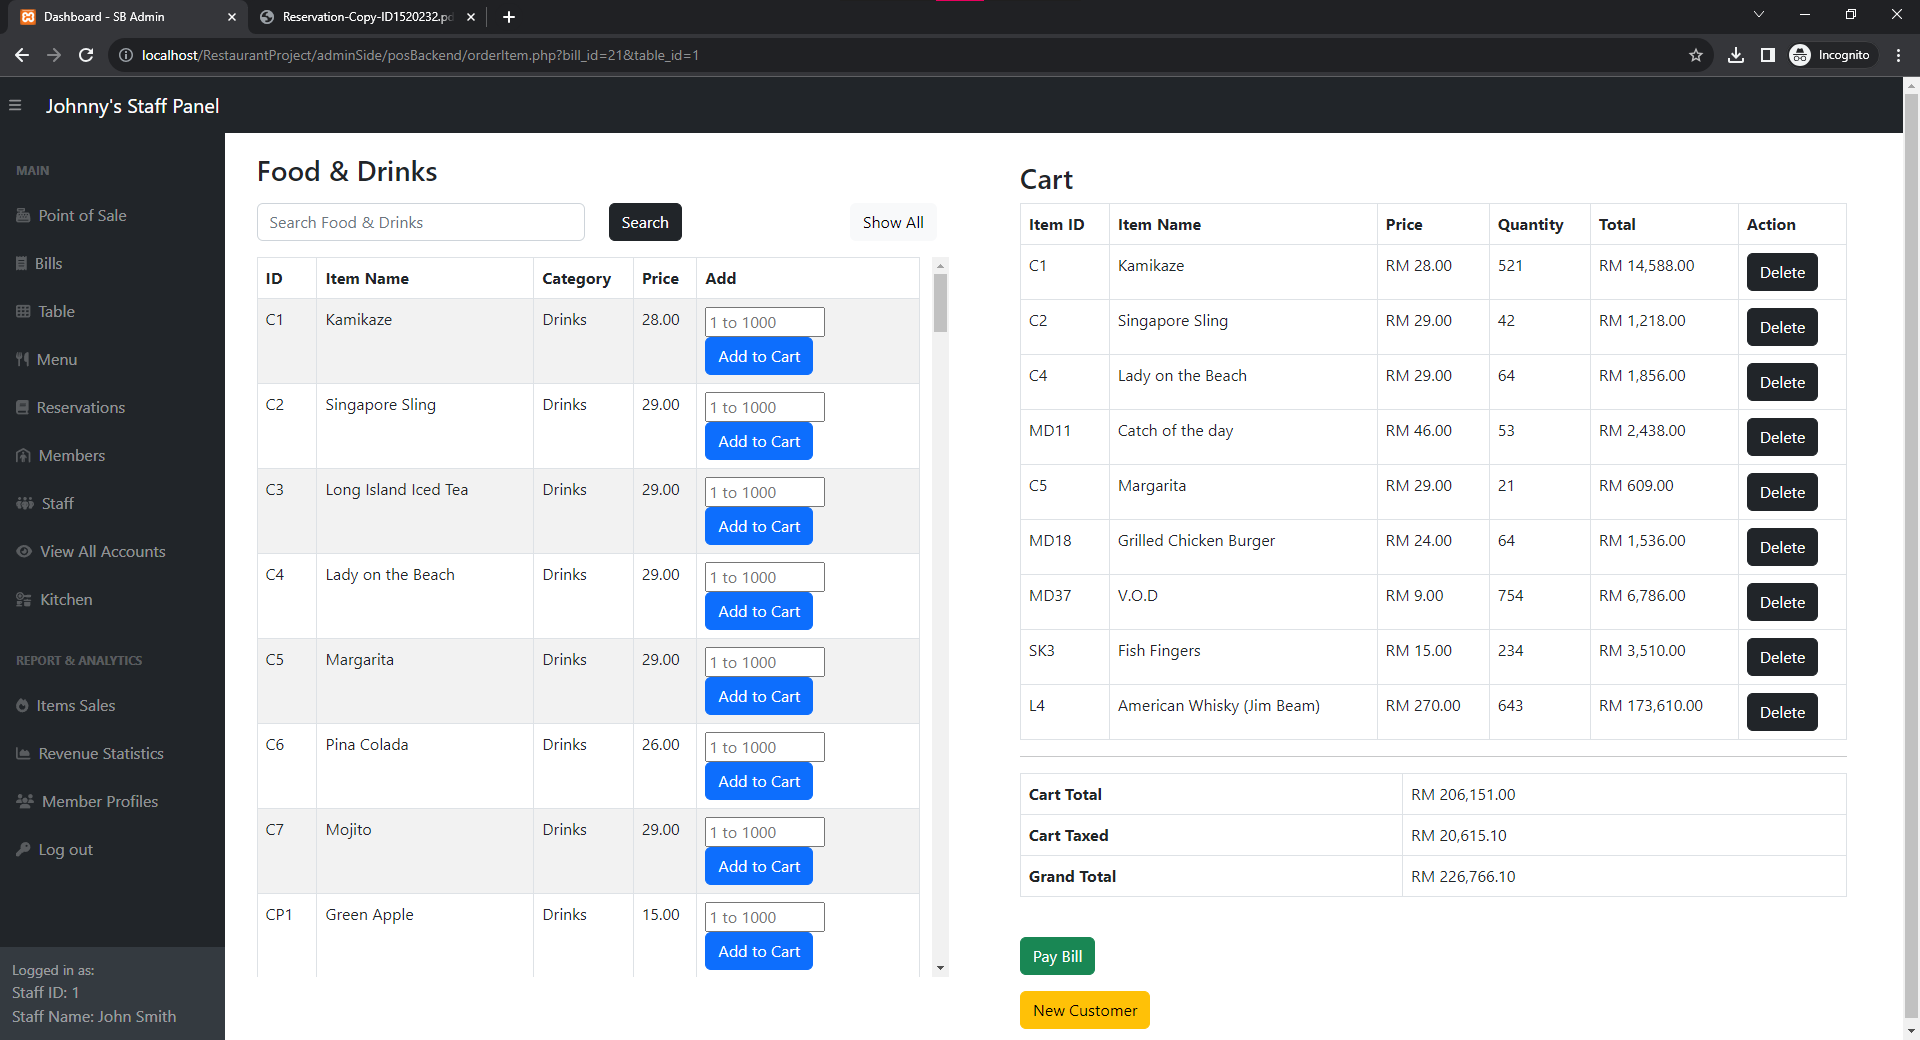 Dashboard - SB Admin
Reservation-Copy-ID1520232.pd
localhost/RestaurantProject/adminSide/posBackend/orderItem.php?bill_id=21&table_id=1
Incognito
Johnny's Staff Panel
MAIN
Point of Sale
Bills
Table
Menu
Reservations
Members
Staff
View All Accounts
Kitchen
REPORT & ANALYTICS
Items Sales
Revenue Statistics
Member Profiles
Log out
Logged in as:
Staff ID: 1
Staff Name: John Smith
Food & Drinks
Search Food & Drinks
Search
Show All
ID Item Name Category Price Add
C1 Kamikaze Drinks 28.00 1 to 1000
Add to Cart
C2 Singapore Sling Drinks 29.00 1 to 1000
Add to Cart
C3 Long Island Iced Tea Drinks 29.00 1 to 1000
Add to Cart
C4 Lady on the Beach Drinks 29.00 1 to 1000
Add to Cart
C5 Margarita Drinks 29.00 1 to 1000
Add to Cart
C6 Pina Colada Drinks 26.00 1 to 1000
Add to Cart
C7 Mojito Drinks 29.00 1 to 1000
Add to Cart
CP1 Green Apple Drinks 15.00 1 to 1000
Add to Cart
Cart
Item ID Item Name Price Quantity Total Action
C1 Kamikaze RM 28.00 521 RM 14,588.00 Delete
C2 Singapore Sling RM 29.00 42 RM 1,218.00 Delete
C4 Lady on the Beach RM 29.00 64 RM 1,856.00 Delete
MD11 Catch of the day RM 46.00 53 RM 2,438.00 Delete
C5 Margarita RM 29.00 21 RM 609.00 Delete
MD18 Grilled Chicken Burger RM 24.00 64 RM 1,536.00 Delete
MD37 V.O.D RM 9.00 754 RM 6,786.00 Delete
SK3 Fish Fingers RM 15.00 234 RM 3,510.00 Delete
L4 American Whisky (Jim Beam) RM 270.00 643 RM 173,610.00 Delete
Cart Total RM 206,151.00
Cart Taxed RM 20,615.10
Grand Total RM 226,766.10
Pay Bill
New Customer